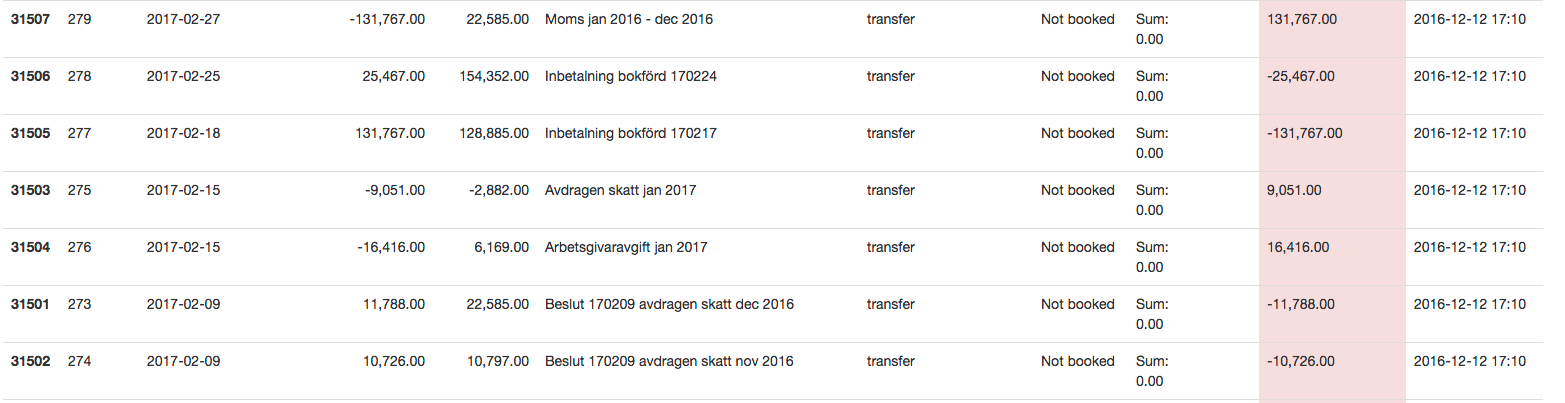 31507 279 2017-02-27 -131,767.00 22,585.00 Moms jan 2016 - dec 2016 transfer Not booked Sum: 131,767.00 2016-12-12 17:10
0.00
31506 278 2017-02-25 25,467.00 154,352.00 Inbetalning bokförd 170224 transfer Not booked Sum: -25,467.00 2016-12-12 17:10
0.00
31505 277 2017-02-18 131,767.00 128,885.00 Inbetalning bokförd 170217 transfer Not booked Sum: -131,767.00 2016-12-12 17:10
0.00
31503 275 2017-02-15 -9,051.00 -2,882.00 Avdragen skatt jan 2017 transfer Not booked Sum: 9,051.00 2016-12-12 17:10
0.00
31504 276 2017-02-15 -16,416.00 6,169.00 Arbetsgivaravgift jan 2017 transfer Not booked Sum: 16,416.00 2016-12-12 17:10
0.00
31501 273 2017-02-09 11,788.00 22,585.00 Beslut 170209 avdragen skatt dec 2016 transfer Not booked Sum: -11,788.00 2016-12-12 17:10
0.00
31502 274 2017-02-09 10,726.00 10,797.00 Beslut 170209 avdragen skatt nov 2016 transfer Not booked Sum: -10,726.00 2016-12-12 17:10
0.00